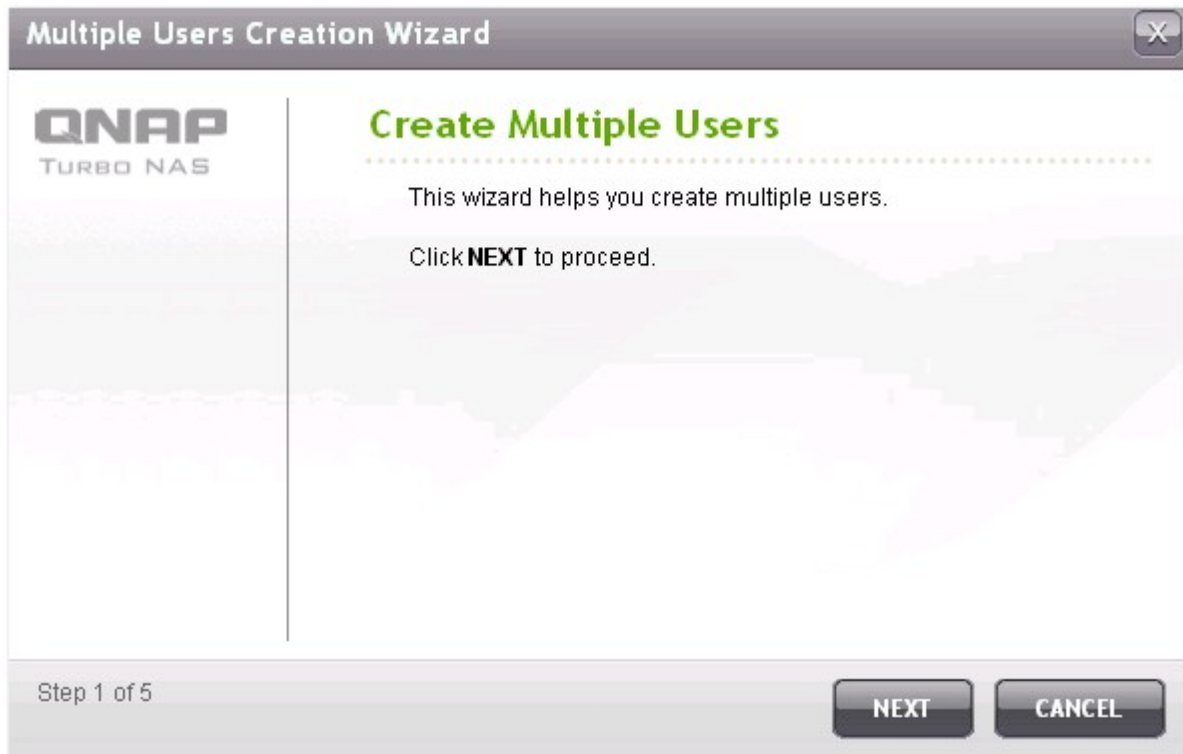 Multiple Users Creation Wizard
X
QNAP
TURBO NAS
Create Multiple Users
This wizard helps you create multiple users.
Click NEXT to proceed.
Step 1 of 5
NEXT
CANCEL